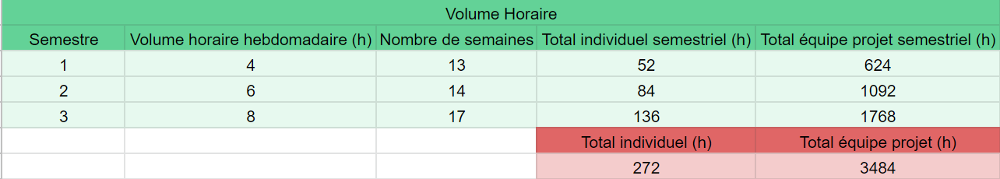 Volume Horaire
Semestre Volume horaire hebdomadaire (h) Nombre de semaines Total individuel semestriel (h) Total équipe projet semestriel (h)
1 4 13 52 624
2 6 14 84 1092
3 8 17 136 1768
Total individuel (h) Total équipe projet (h)
272 3484